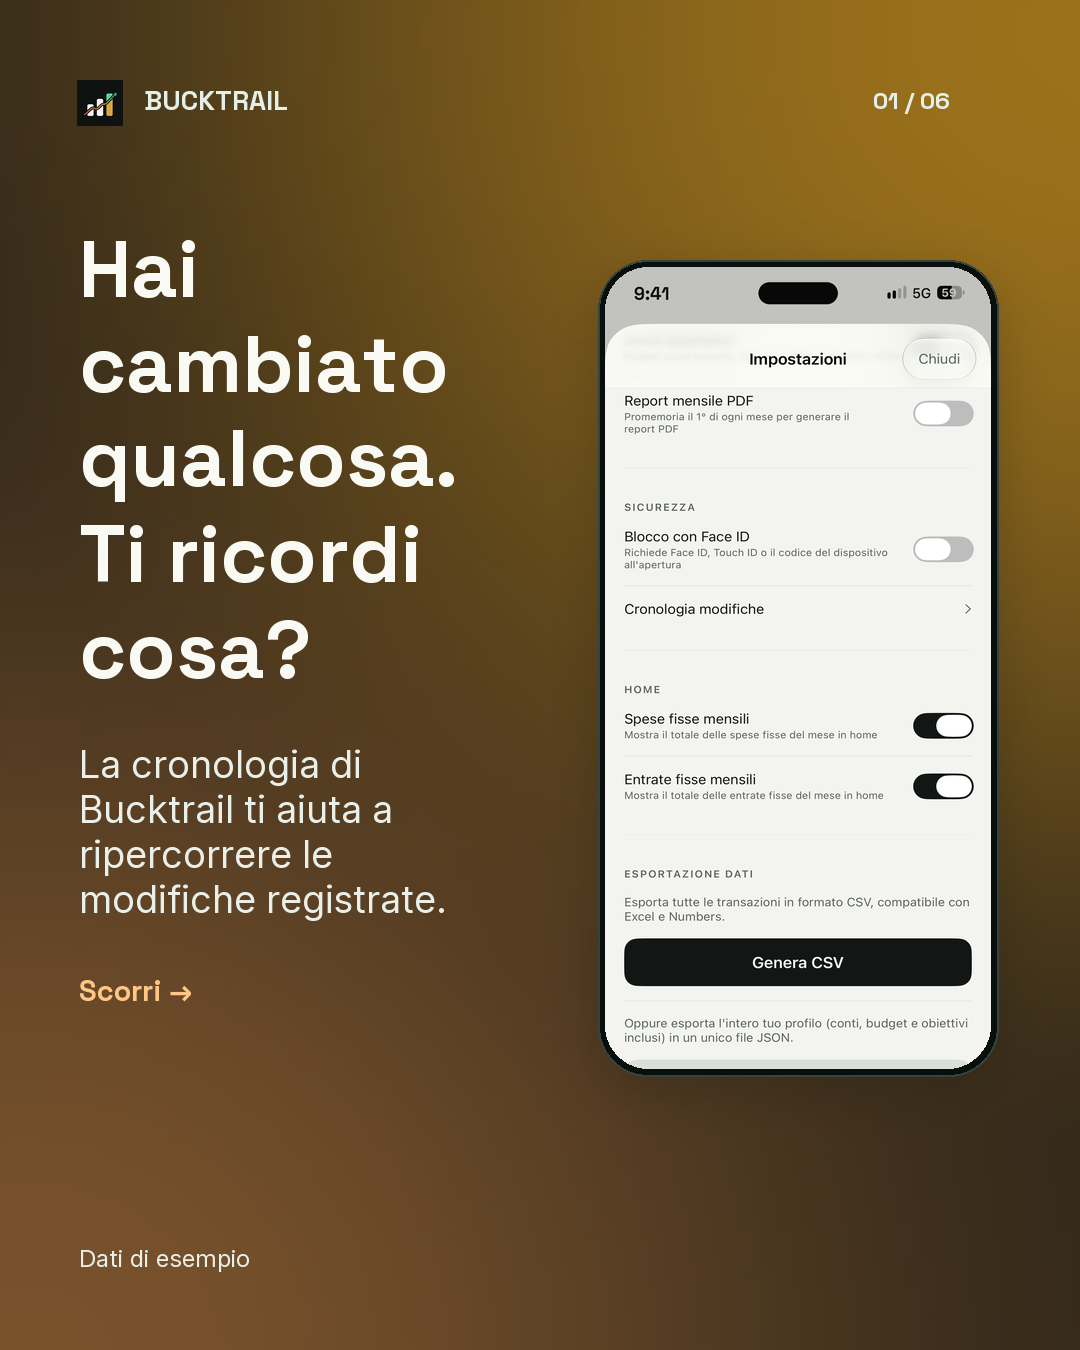 BUCKTRAIL
01 / 06
Hai
cambiato
qualcosa.
Ti ricordi
cosa?
La cronologia di
Bucktrail ti aiuta a
ripercorrere le
modifiche registrate.
Scorri →
Dati di esempio
9:41
5G 59
Impostazioni
Chiudi
Report mensile PDF
Promemoria il 1° di ogni mese per generare il
report PDF
SICUREZZA
Blocco con Face ID
Richiede Face ID, Touch ID o il codice del dispositivo
all'apertura
Cronologia modifiche
HOME
Spese fisse mensili
Mostra il totale delle spese fisse del mese in home
Entrate fisse mensili
Mostra il totale delle entrate fisse del mese in home
ESPORTAZIONE DATI
Esporta tutte le transazioni in formato CSV, compatibile con
Excel e Numbers.
Genera CSV
Oppure esporta l'intero tuo profilo (conti, budget e obiettivi
inclusi) in un unico file JSON.